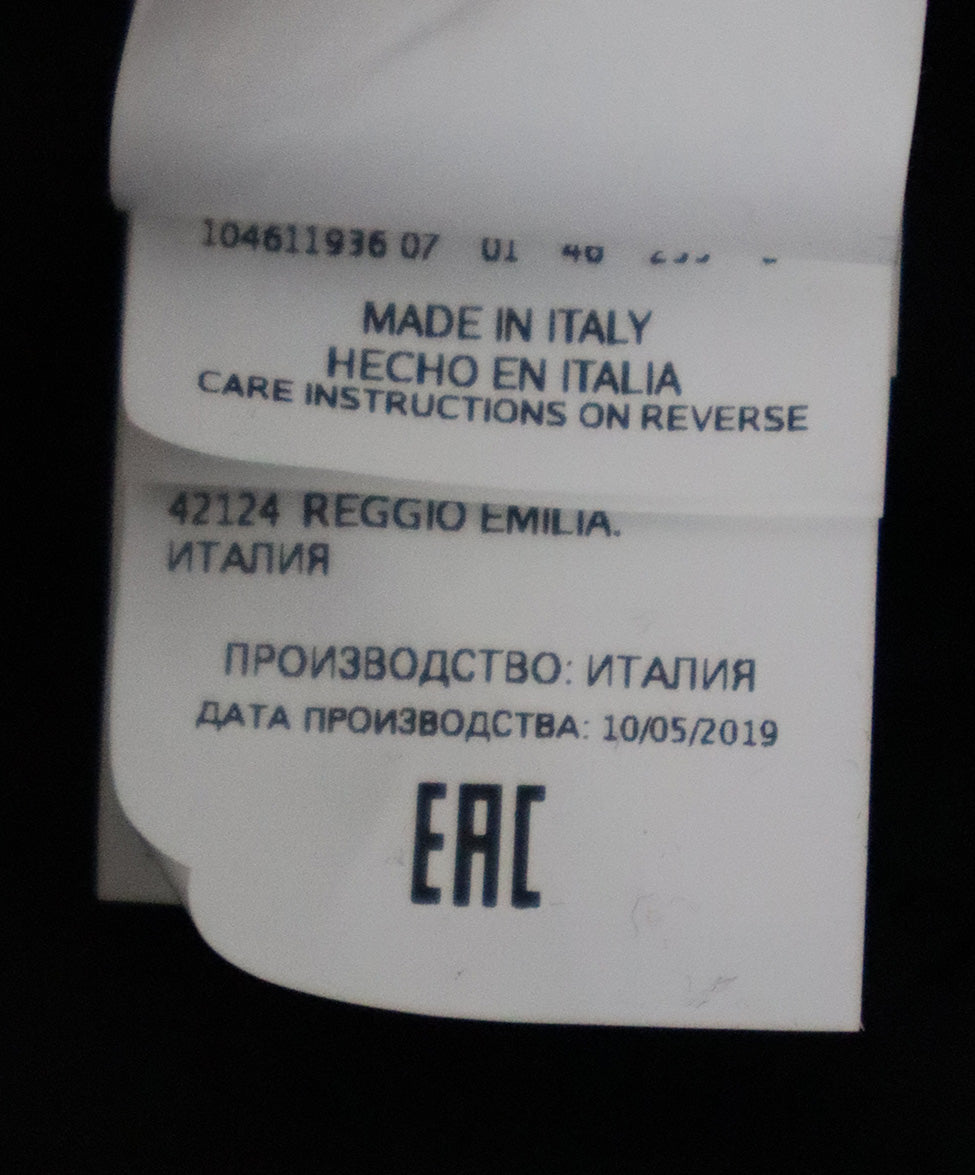 104611936 07 01
MADE IN ITALY
HECHO EN ITALIA
CARE INSTRUCTIONS ON REVERSE
42124 REGGIO EMILIA.
ИТАЛИЯ
ПРОИЗВОДСТВО: ИТАЛИЯ
ДАТА ПРОИЗВОДСТВА: 10/05/2019
EAC